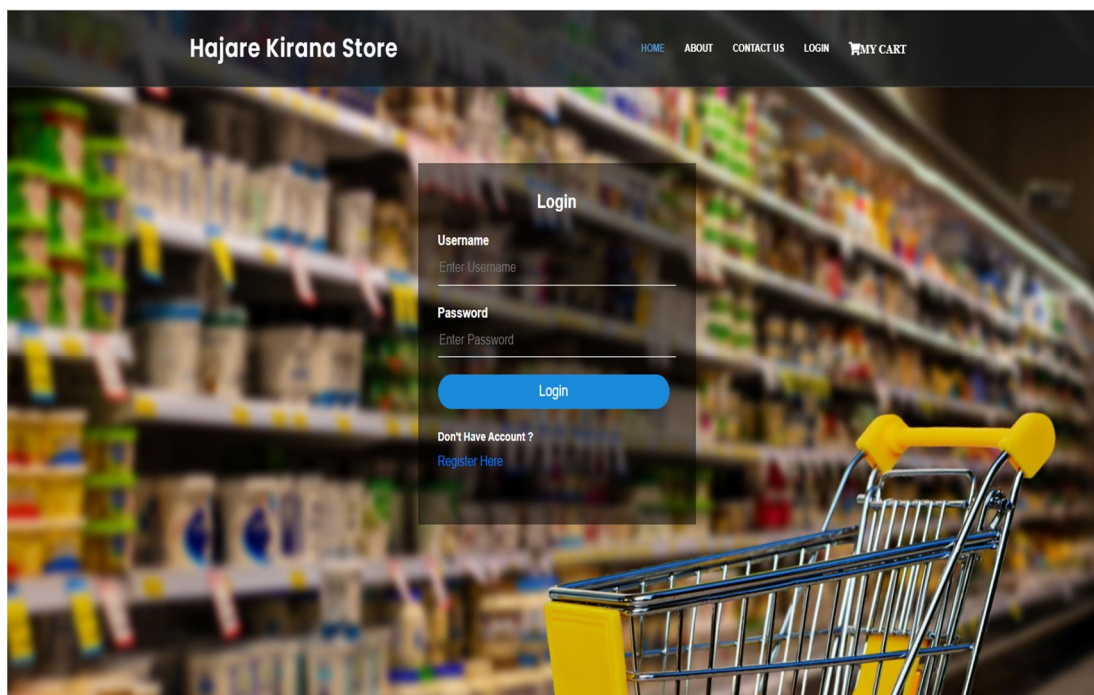 Hajare Kirana Store
HOME ABOUT CONTACT US LOGIN MY CART
Login
Username
Enter Username
Password
Enter Password
Login
Don't Have Account ?
Register Here